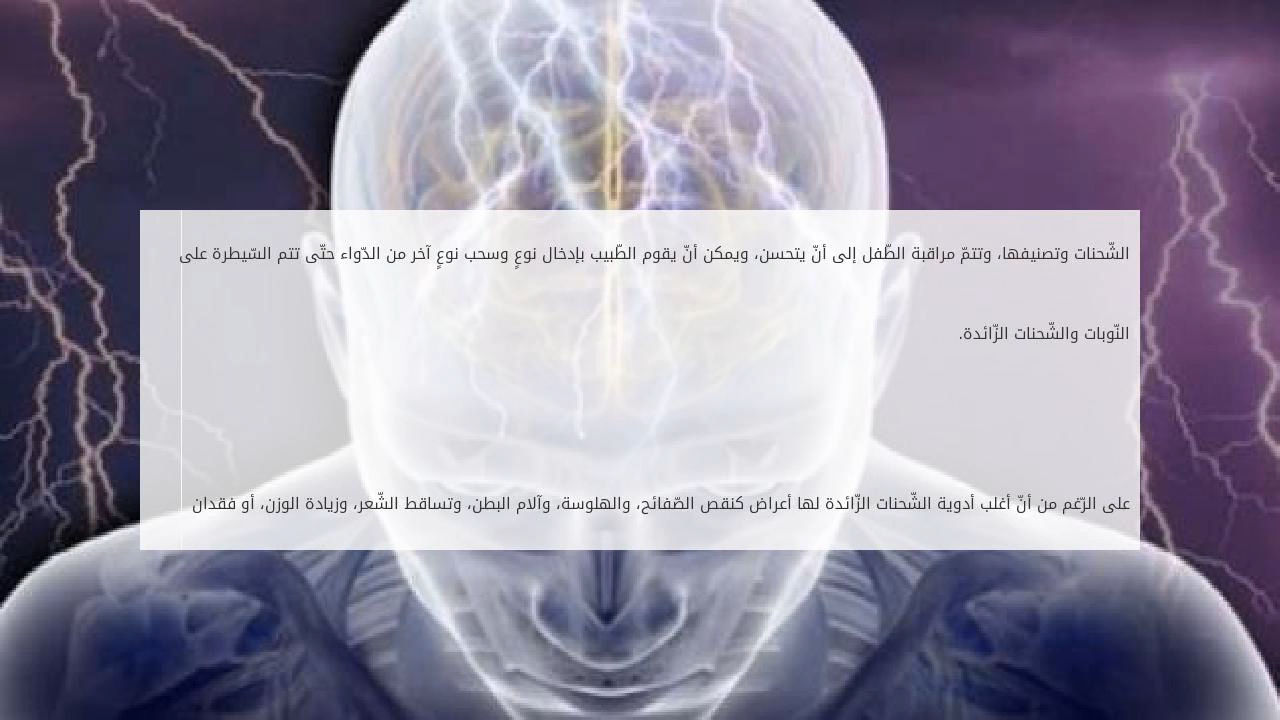 الشّحنات وتصنيفها، وتتمّ مراقبة الطّفل إلى أنّ يتحسن، ويمكن أنّ يقوم الطّبيب بإدخال نوعٍ وسحب نوعٍ آخر من الدّواء حتّى تتم السّيطرة على
النّوبات والشّحنات الزّائدة.
على الرّغم من أنّ أغلب أدوية الشّحنات الزّائدة لها أعراض كنقص الصّفائح، والهلوسة، وآلام البطن، وتساقط الشّعر، وزيادة الوزن، أو فقدان